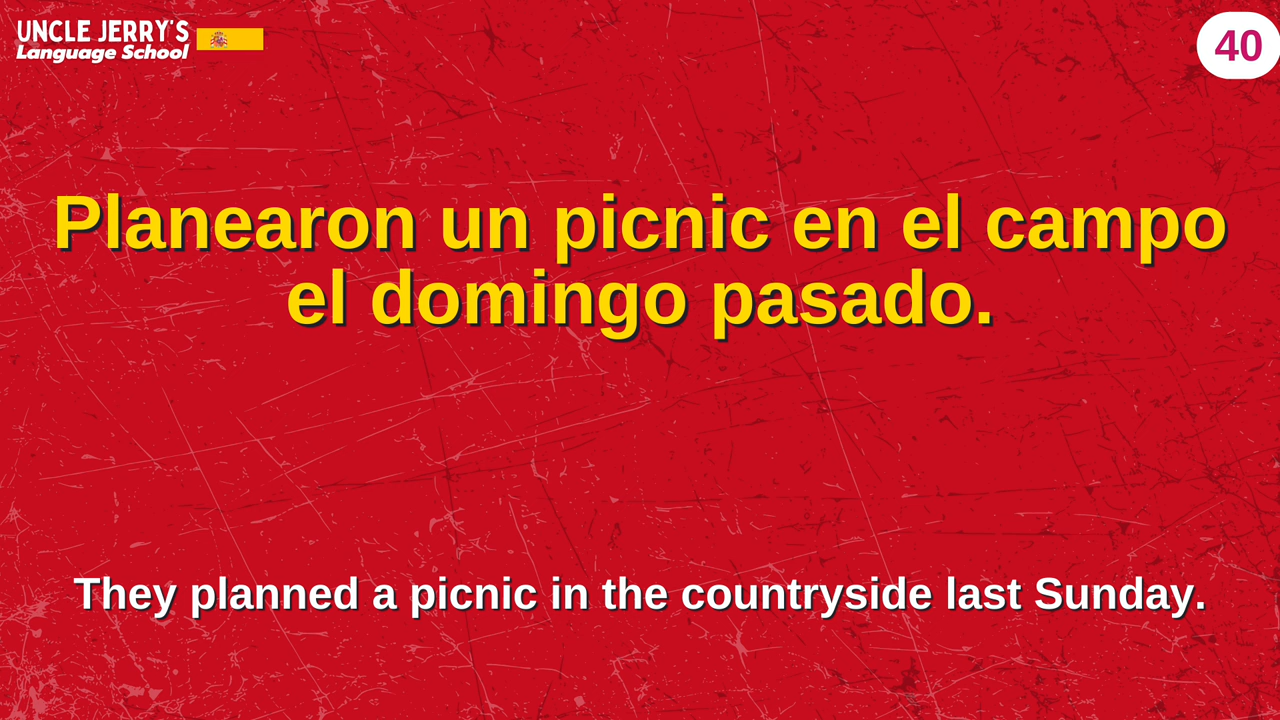 UNCLE JERRY'S
Language School
40
Planearon un picnic en el campo
el domingo pasado.
They planned a picnic in the countryside last Sunday.